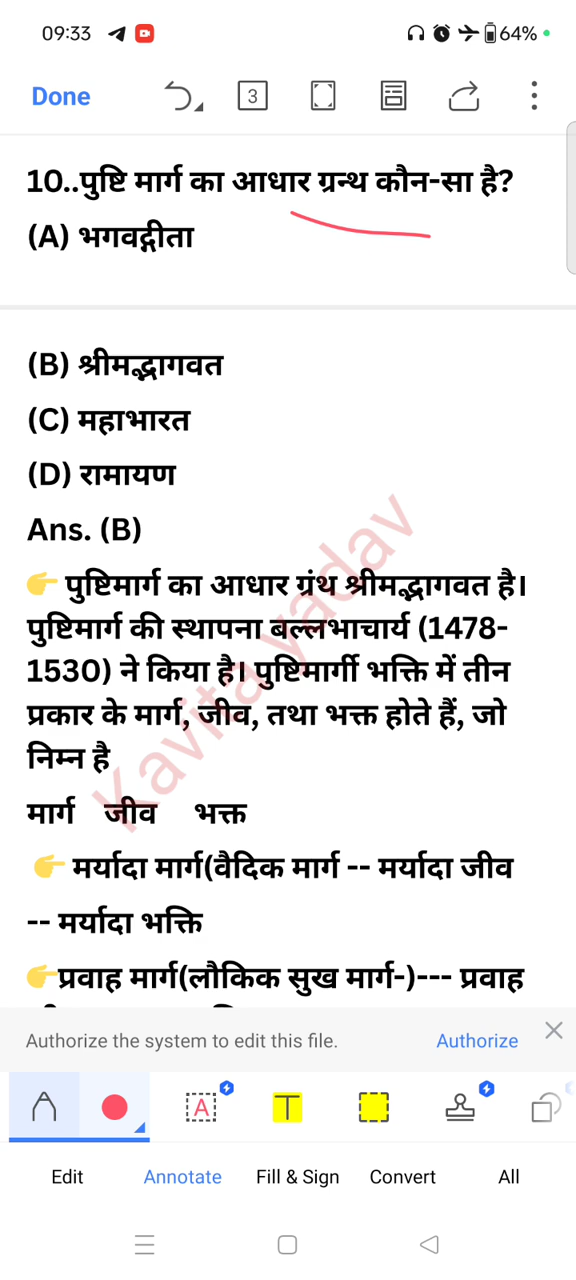 09:33
64%
Done
3
10..पुष्टि मार्ग का आधार ग्रन्थ कौन-सा है?
(A) भगवद्गीता
(B) श्रीमद्भागवत
(C) महाभारत
(D) रामायण
Ans. (B)
👉 पुष्टिमार्ग का आधार ग्रंथ श्रीमद्भागवत है।
पुष्टिमार्ग की स्थापना बल्लभाचार्य (1478-
1530) ने किया है। पुष्टिमार्गी भक्ति में तीन
प्रकार के मार्ग, जीव, तथा भक्त होते हैं, जो
निम्न है
मार्ग जीव भक्त
👉 मर्यादा मार्ग(वैदिक मार्ग -- मर्यादा जीव
-- मर्यादा भक्ति
👉प्रवाह मार्ग(लौकिक सुख मार्ग-)--- प्रवाह
Kavita yadav
Authorize the system to edit this file.
Authorize
A
T
Edit
Annotate
Fill & Sign
Convert
All